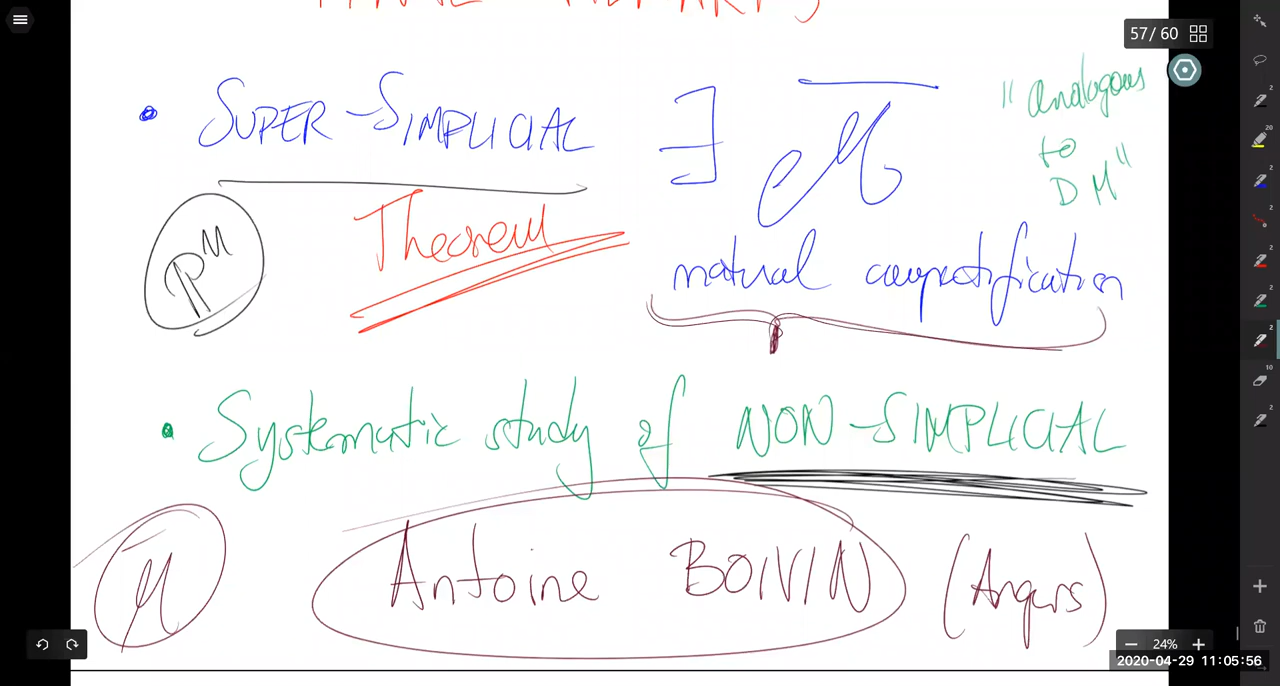 57/ 60
• SUPER-SIMPLICIAL ∃ ℳ̅ "analogous
to
DM"
ℙᴹ Theorem
natural compactification
• Systematic study of NON-SIMPLICIAL
Antoine BOIVIN (Angers)
24%
2020-04-29 11:05:56